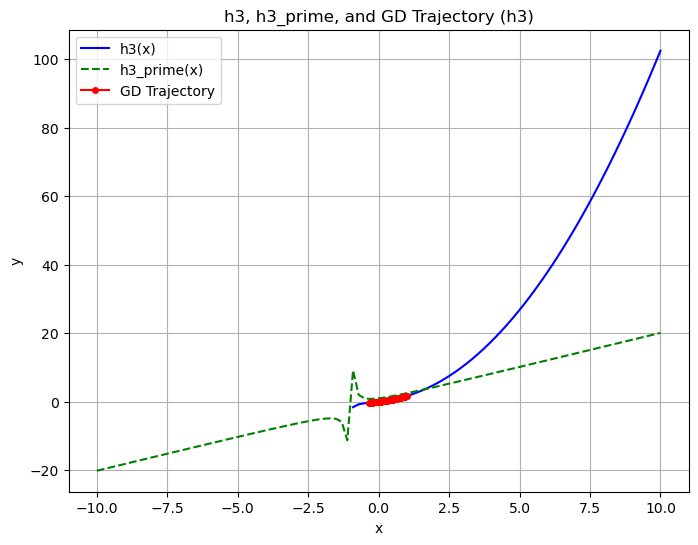 h3, h3_prime, and GD Trajectory (h3)
h3(x)
h3_prime(x)
GD Trajectory
100
80
60
40
20
0
−20
y
−10.0 −7.5 −5.0 −2.5 0.0 2.5 5.0 7.5 10.0
x